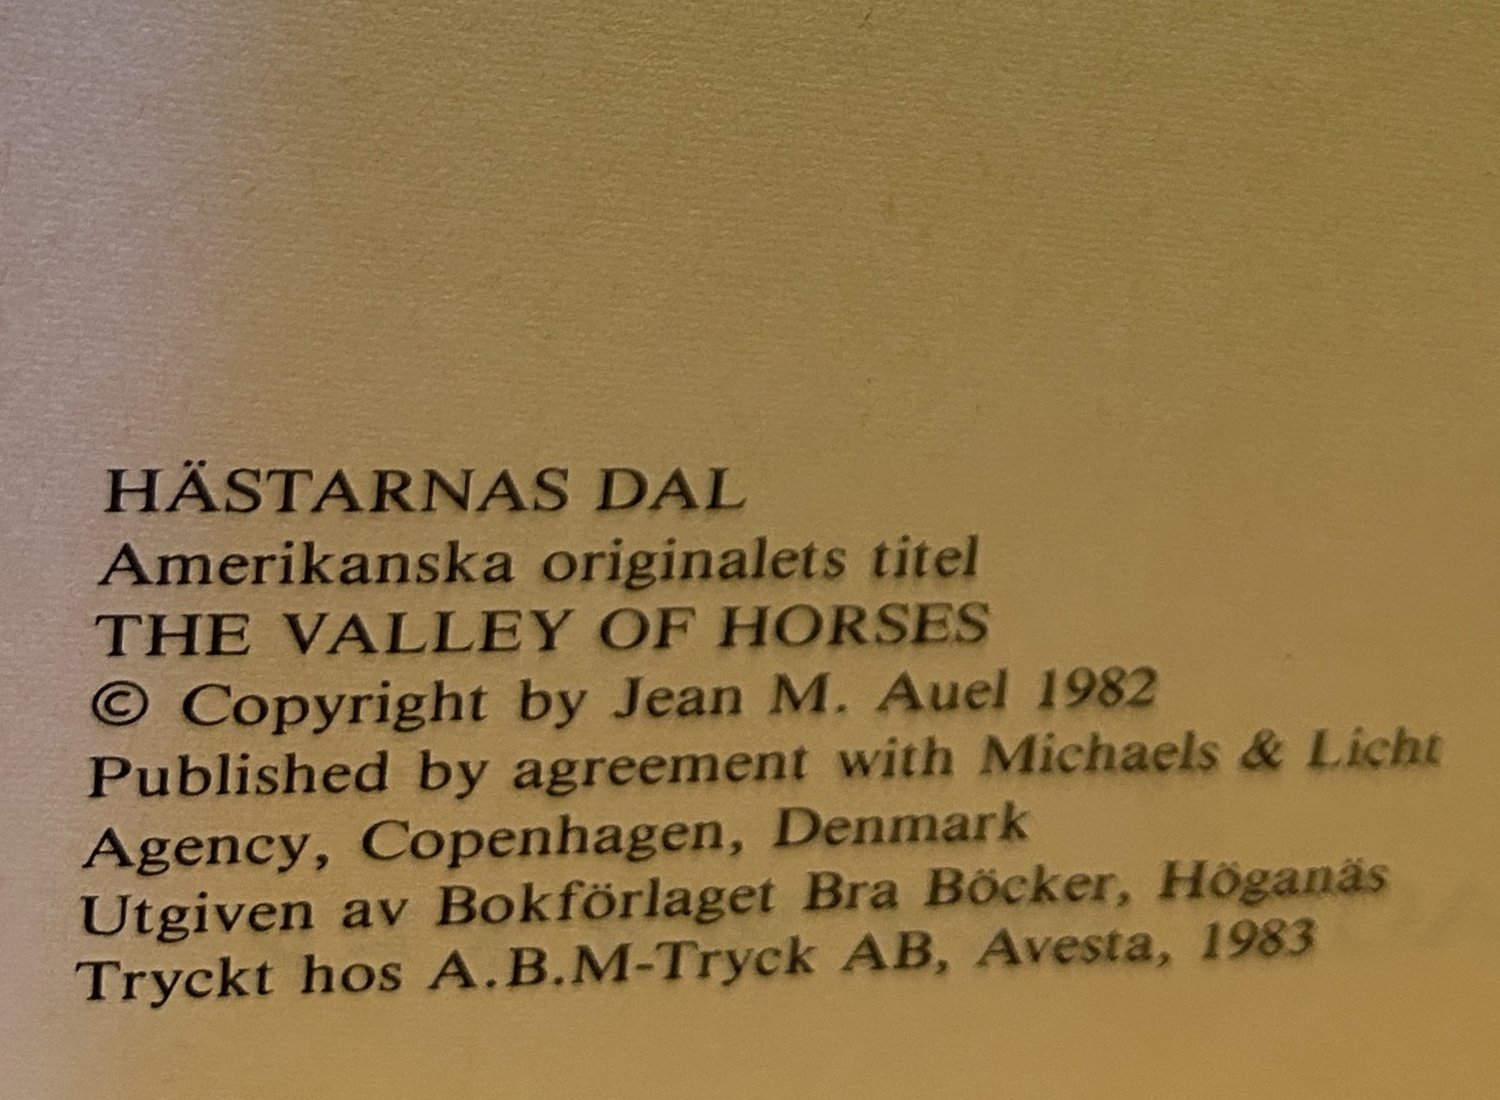 HÄSTARNAS DAL
Amerikanska originalets titel
THE VALLEY OF HORSES
© Copyright by Jean M. Auel 1982
Published by agreement with Michaels & Licht
Agency, Copenhagen, Denmark
Utgiven av Bokförlaget Bra Böcker, Höganäs
Tryckt hos A.B.M-Tryck AB, Avesta, 1983